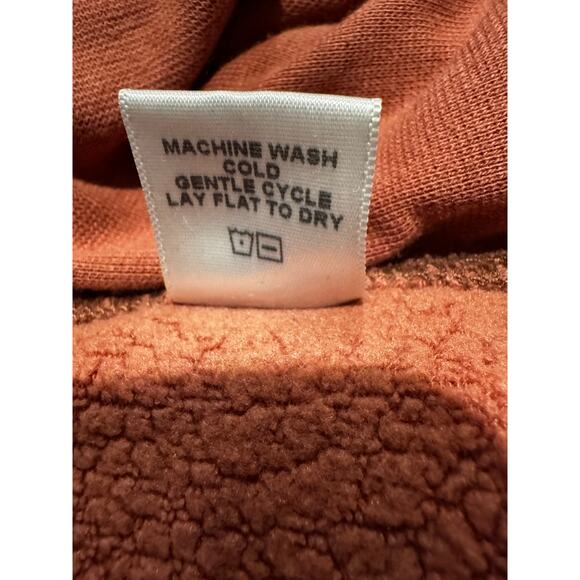 MACHINE WASH
COLD
GENTLE CYCLE
LAY FLAT TO DRY